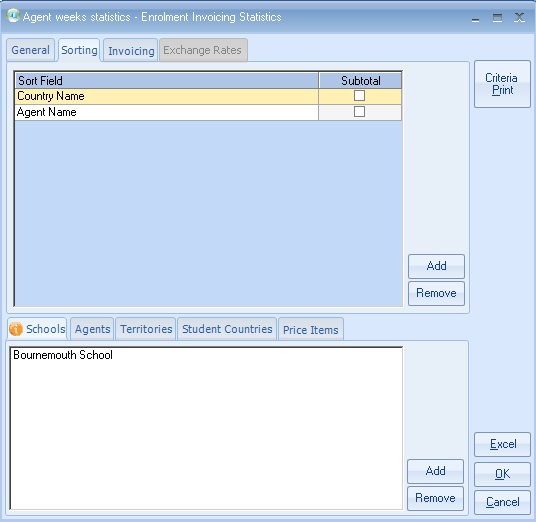 Agent weeks statistics - Enrolment Invoicing Statistics
General Sorting Invoicing Exchange Rates
Sort Field Subtotal
Country Name
Agent Name
Criteria
Print
Add
Remove
Schools Agents Territories Student Countries Price Items
Bournemouth School
Add
Remove
Excel
OK
Cancel